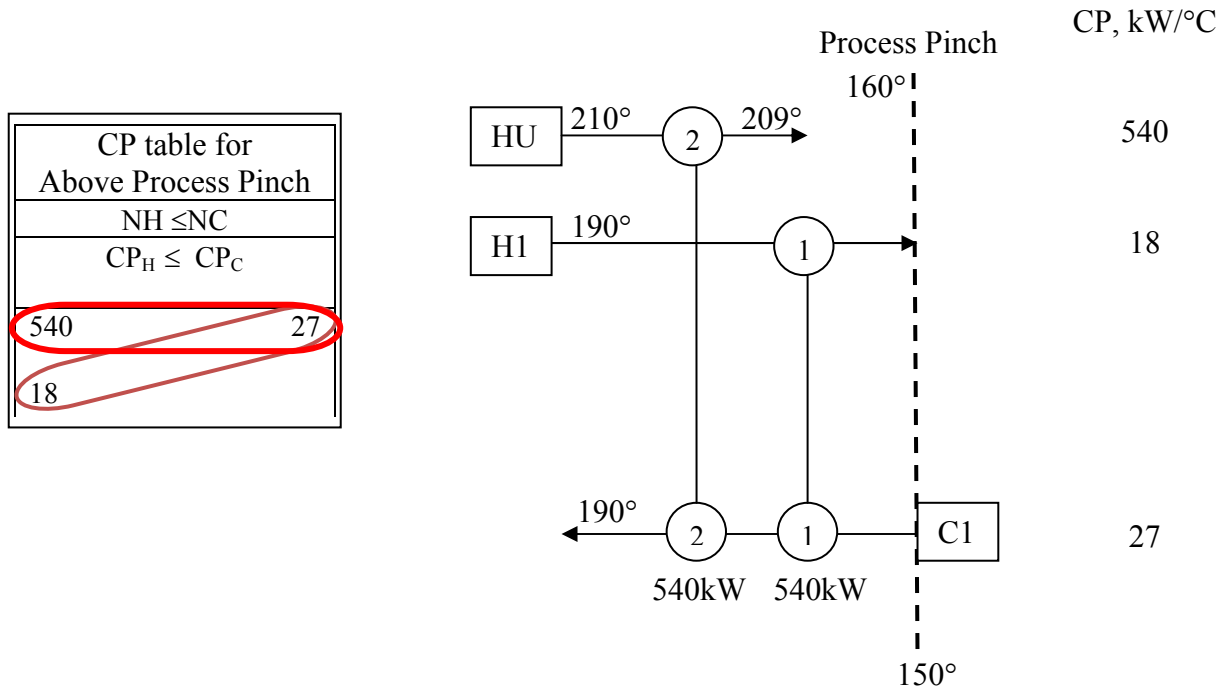 CP, kW/°C
Process Pinch
160°
CP table for
Above Process Pinch
NH ≤NC
CP_H ≤ CP_C
540 27
18
HU 210° 2 209° 540
H1 190° 1 18
190° 2 1 C1 27
540kW 540kW
150°